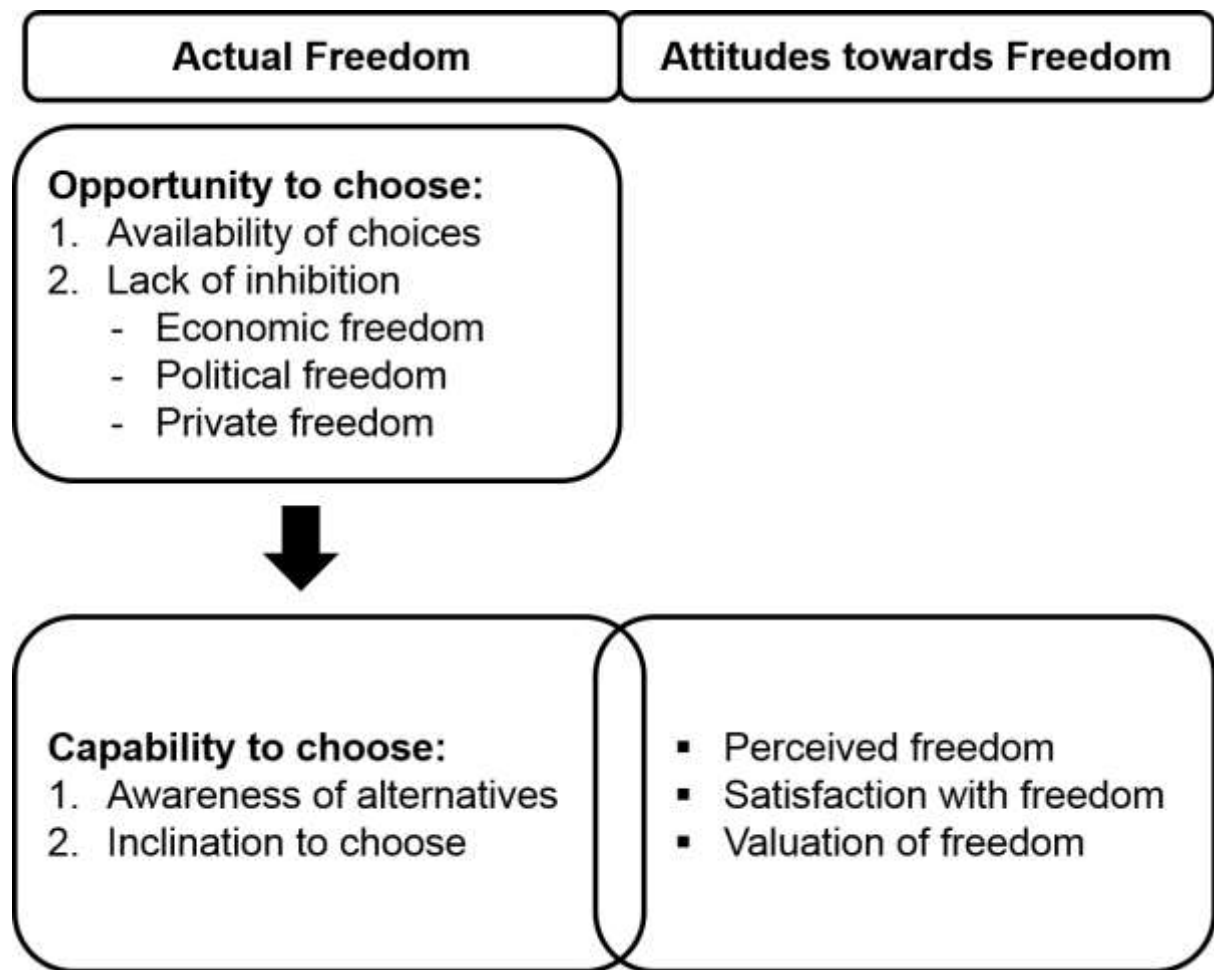 Actual Freedom
Attitudes towards Freedom
Opportunity to choose:
1. Availability of choices
2. Lack of inhibition
- Economic freedom
- Political freedom
- Private freedom
Capability to choose:
1. Awareness of alternatives
2. Inclination to choose
▪ Perceived freedom
▪ Satisfaction with freedom
▪ Valuation of freedom